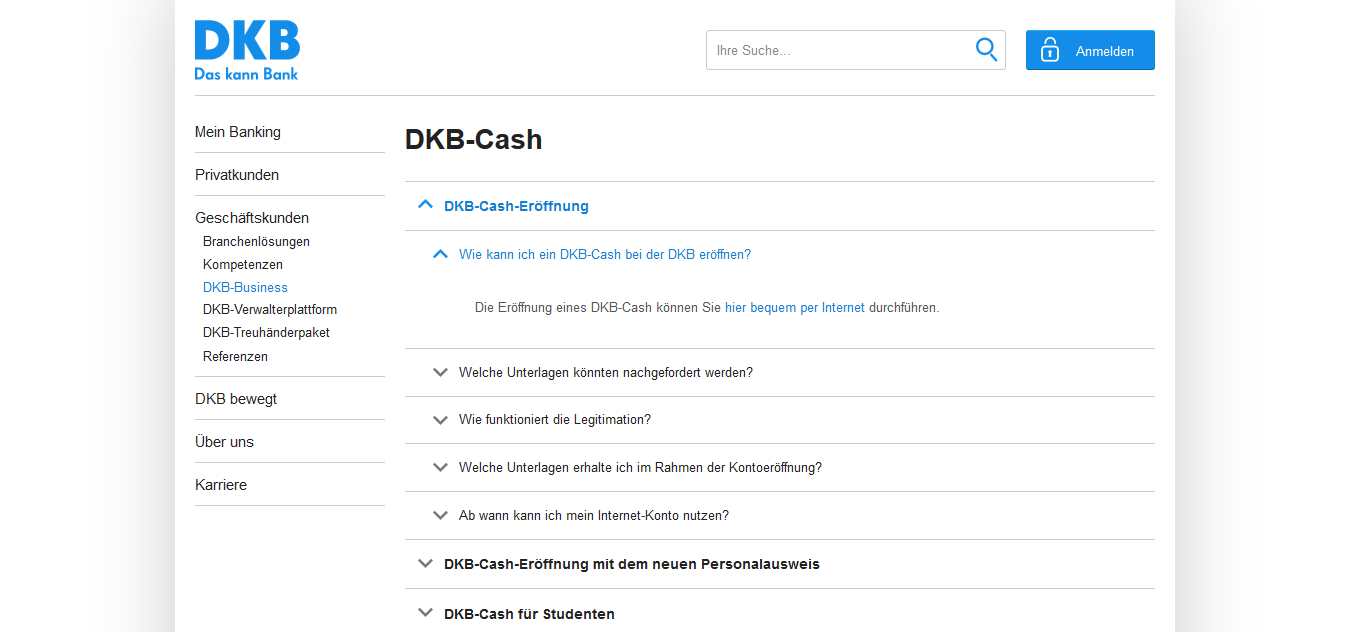 DKB
Das kann Bank
Ihre Suche...
Anmelden
Mein Banking
Privatkunden
Geschäftskunden
Branchenlösungen
Kompetenzen
DKB-Business
DKB-Verwalterplattform
DKB-Treuhänderpaket
Referenzen
DKB bewegt
Über uns
Karriere
DKB-Cash
DKB-Cash-Eröffnung
Wie kann ich ein DKB-Cash bei der DKB eröffnen?
Die Eröffnung eines DKB-Cash können Sie hier bequem per Internet durchführen.
Welche Unterlagen könnten nachgefordert werden?
Wie funktioniert die Legitimation?
Welche Unterlagen erhalte ich im Rahmen der Kontoeröffnung?
Ab wann kann ich mein Internet-Konto nutzen?
DKB-Cash-Eröffnung mit dem neuen Personalausweis
DKB-Cash für Studenten